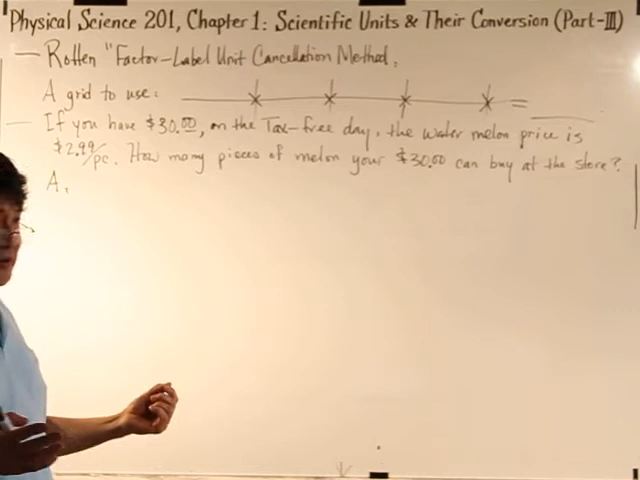 Physical Science 201, Chapter 1: Scientific Units & Their Conversion (Part-III)
— Rotten "Factor-Label Unit Cancellation Method,
A grid to use: =
— If you have $30.00, on the Tax-free day, the water melon price is
$2.99/pc. How many pieces of melon your $30.00 can buy at the store?
A.